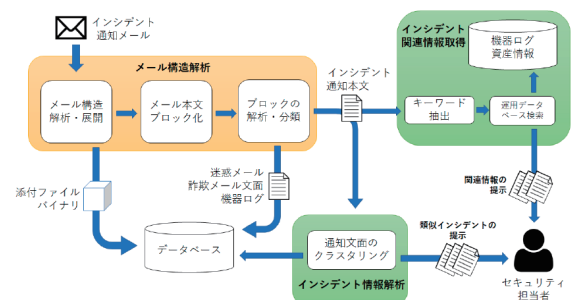 インシデント
通知メール
メール構造解析
メール構造
解析・展開
メール本文
ブロック化
ブロックの
解析・分類
インシデント
通知本文
インシデント
関連情報取得
機器ログ
資産情報
キーワード
抽出
運用データ
ベース検索
添付ファイル
バイナリ
迷惑メール
詐欺メール文面
機器ログ
関連情報の
提示
データベース
通知文面の
クラスタリング
インシデント情報解析
類似インシデントの
提示
セキュリティ
担当者